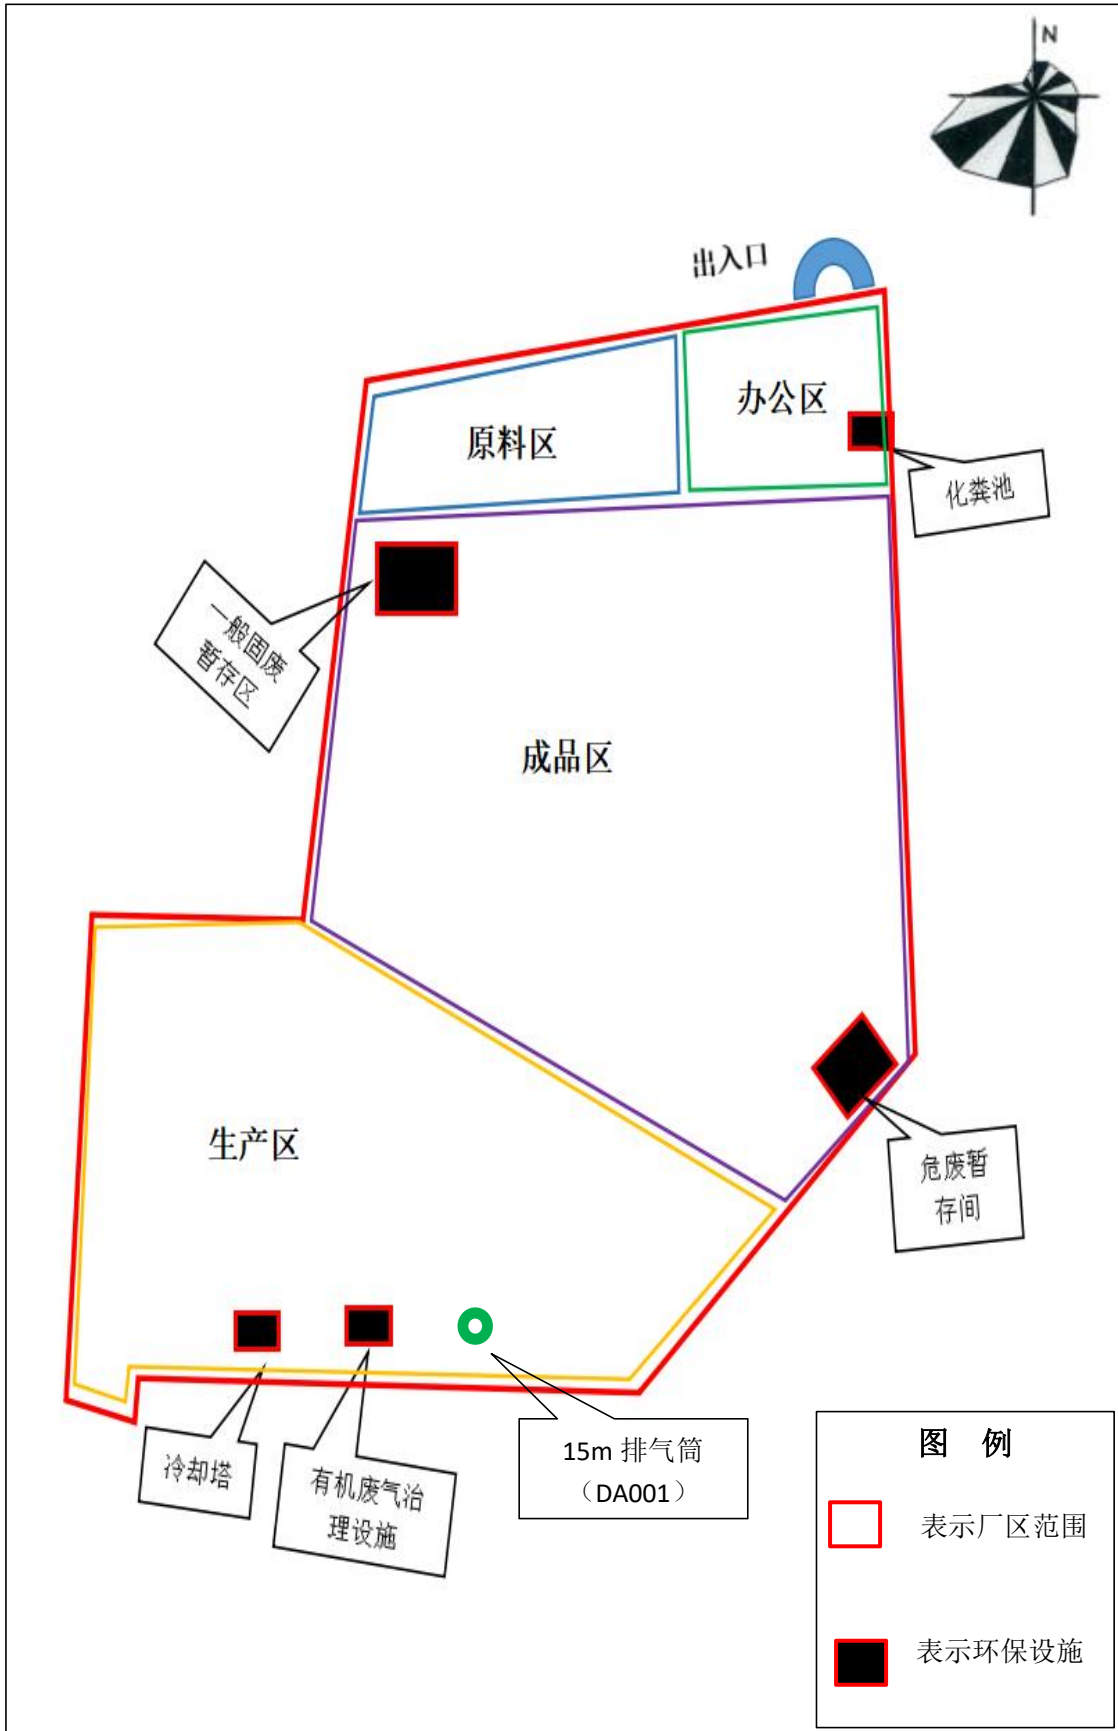 N
出入口
办公区
原料区
化粪池
一般固废
暂存区
成品区
生产区
危废暂
存间
冷却塔
有机废气治
理设施
15m 排气筒
（DA001）
图 例
表示厂区范围
表示环保设施